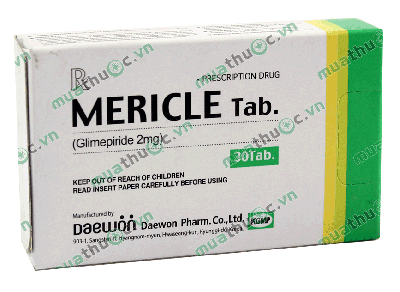 Rx PRESCRIPTION DRUG
MERICLE Tab.
(Glimepiride 2mg)
30Tab.
KEEP OUT OF REACH OF CHILDREN
READ INSERT PAPER CAREFULLY BEFORE USING
Manufactured by
DaewOn Daewon Pharm. Co., Ltd. KGMP
muathuốc.vn